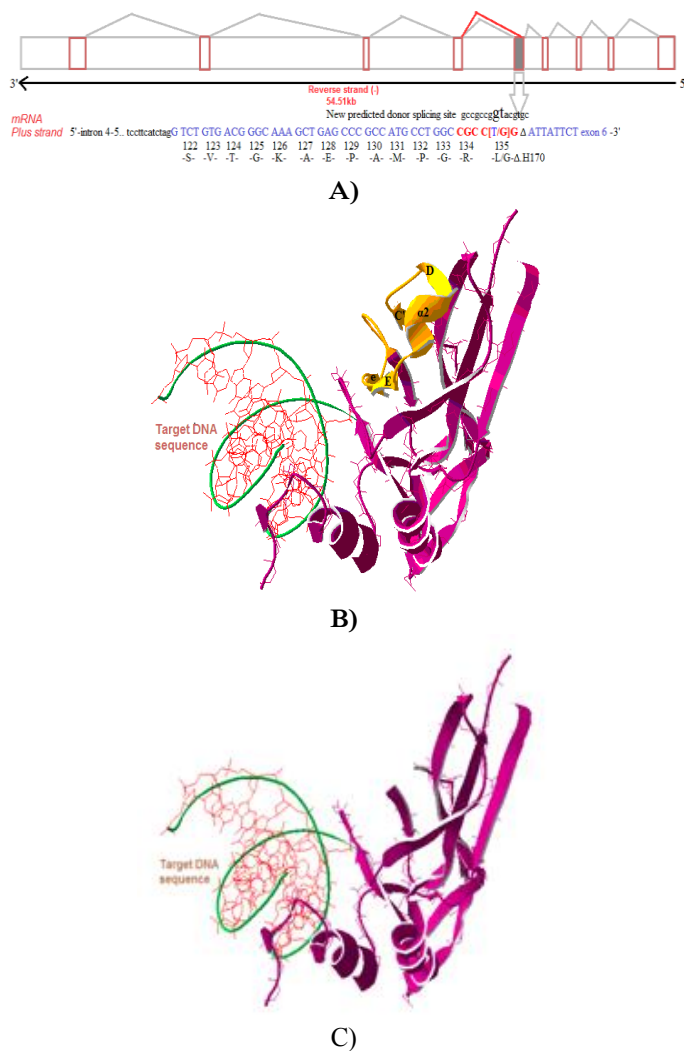 3'
5'
Reverse strand (-)
54.51kb
New predicted donor splicing site gccgccgggtacgtgc
mRNA
Plus strand 5'-intron 4-5.. tccttcatctagG TCT GTG ACG GGC AAA GCT GAG CCC GCC ATG CCT GGC CGC C[T/G]G Δ ATTATTCT exon 6 -3'
122 123 124 125 126 127 128 129 130 131 132 133 134 135
-S- -V- -T- -G- -K- -A- -E- -P- -A- -M- -P- -G- -R- -L/G-Δ.H170
A)
D
C'
α2
e
E
Target DNA
sequence
B)
Target DNA
sequence
C)